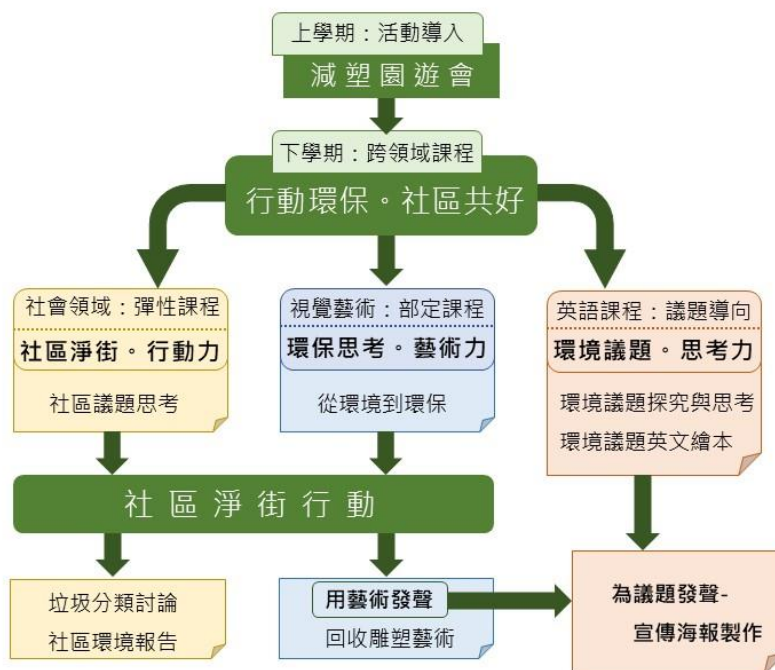 上學期：活動導入
減塑園遊會
下學期：跨領域課程
行動環保。社區共好
社會領域：彈性課程
社區淨街。行動力
社區議題思考
視覺藝術：部定課程
環保思考。藝術力
從環境到環保
英語課程：議題導向
環境議題。思考力
環境議題探究與思考
環境議題英文繪本
社區淨街行動
垃圾分類討論
社區環境報告
用藝術發聲
回收雕塑藝術
為議題發聲-
宣傳海報製作